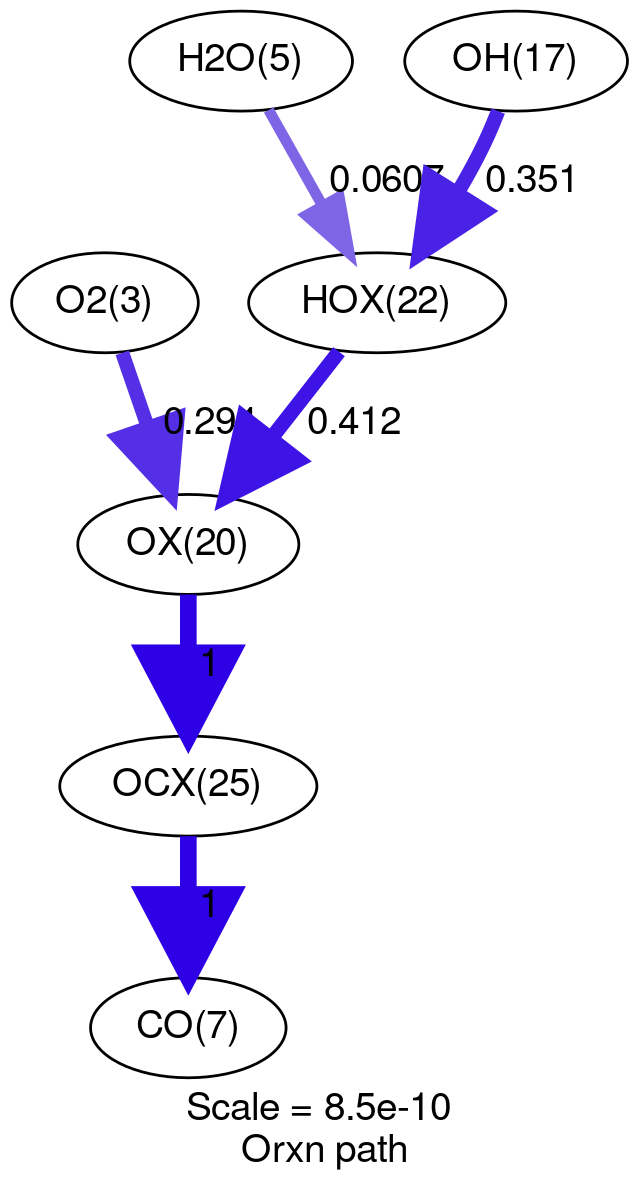 H2O(5)
OH(17)
0.0607
0.351
O2(3)
HOX(22)
0.294
0.412
OX(20)
1
OCX(25)
1
CO(7)
Scale = 8.5e-10
Orxn path